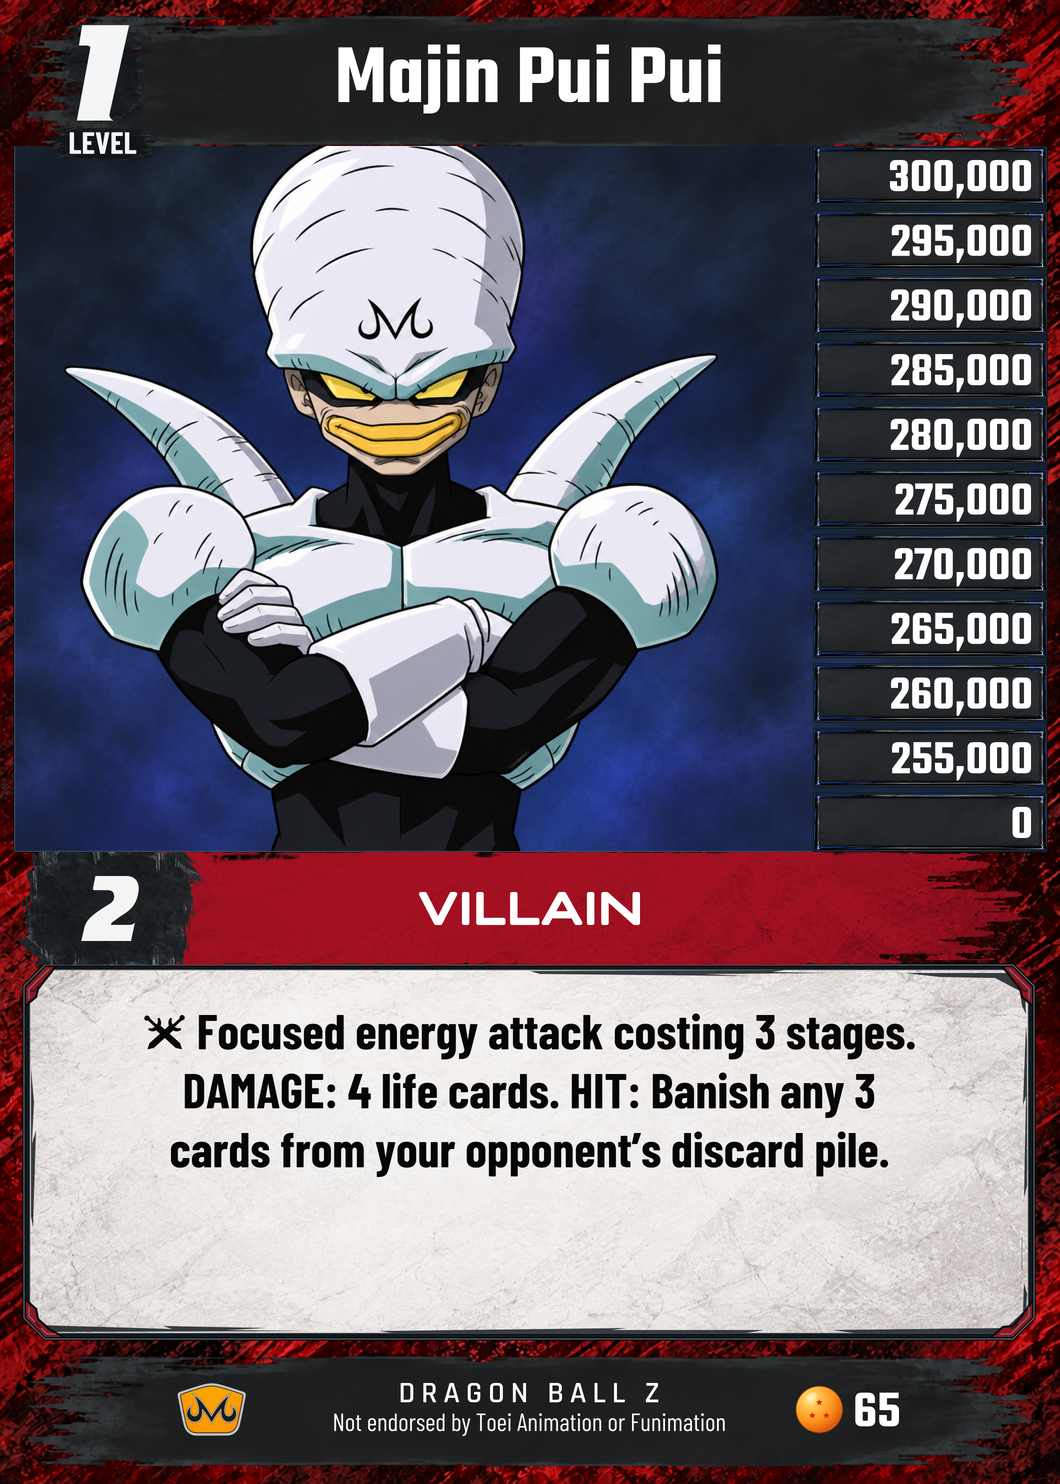 1
LEVEL
Majin Pui Pui
300,000
295,000
290,000
285,000
280,000
275,000
270,000
265,000
260,000
255,000
0
2
VILLAIN
Focused energy attack costing 3 stages.
DAMAGE: 4 life cards. HIT: Banish any 3
cards from your opponent’s discard pile.
DRAGON BALL Z
Not endorsed by Toei Animation or Funimation
65